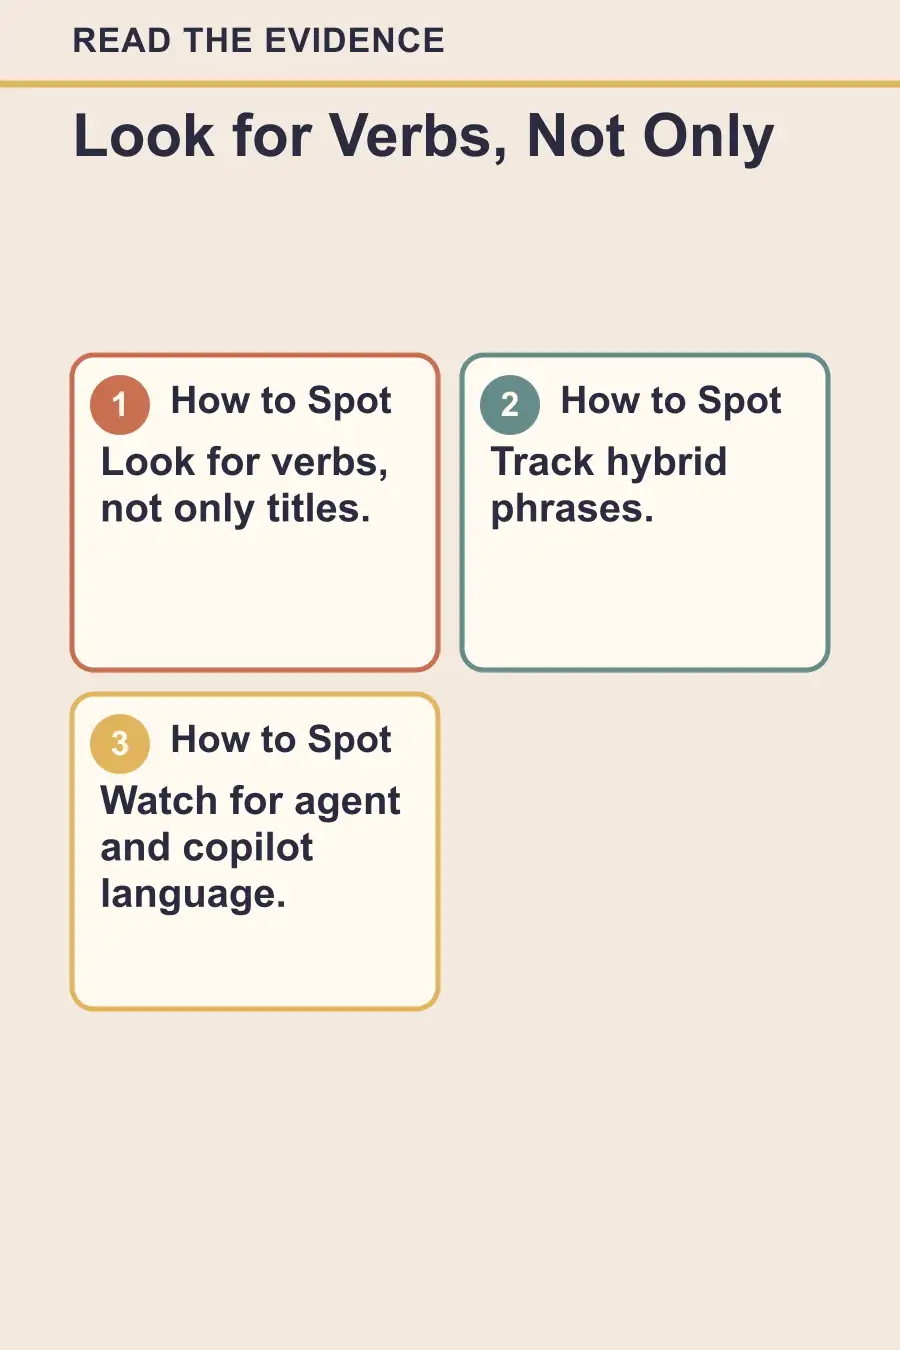 READ THE EVIDENCE
Look for Verbs, Not Only
1 How to Spot
Look for verbs,
not only titles.
2 How to Spot
Track hybrid
phrases.
3 How to Spot
Watch for agent
and copilot
language.